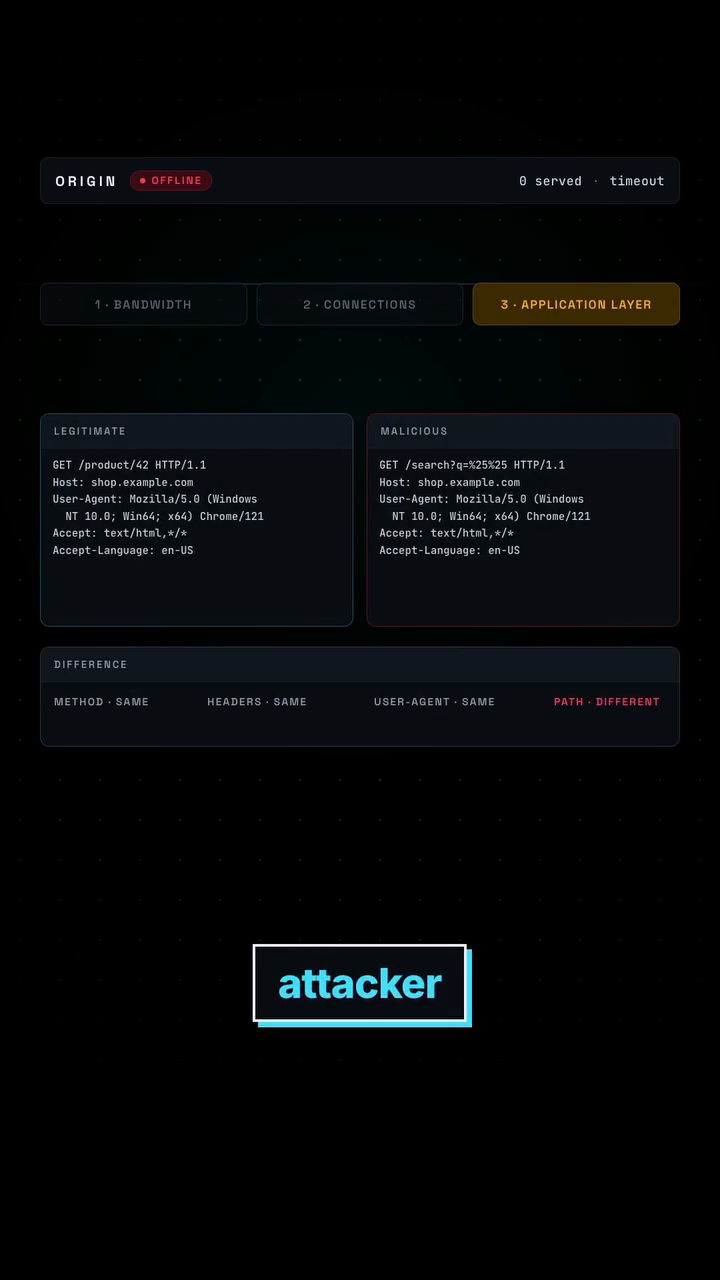 ORIGIN OFFLINE 0 served · timeout
1 · BANDWIDTH 2 · CONNECTIONS 3 · APPLICATION LAYER
LEGITIMATE
GET /product/42 HTTP/1.1
Host: shop.example.com
User-Agent: Mozilla/5.0 (Windows
NT 10.0; Win64; x64) Chrome/121
Accept: text/html,*/*
Accept-Language: en-US
MALICIOUS
GET /search?q=%25%25 HTTP/1.1
Host: shop.example.com
User-Agent: Mozilla/5.0 (Windows
NT 10.0; Win64; x64) Chrome/121
Accept: text/html,*/*
Accept-Language: en-US
DIFFERENCE
METHOD · SAME HEADERS · SAME USER-AGENT · SAME PATH · DIFFERENT
attacker